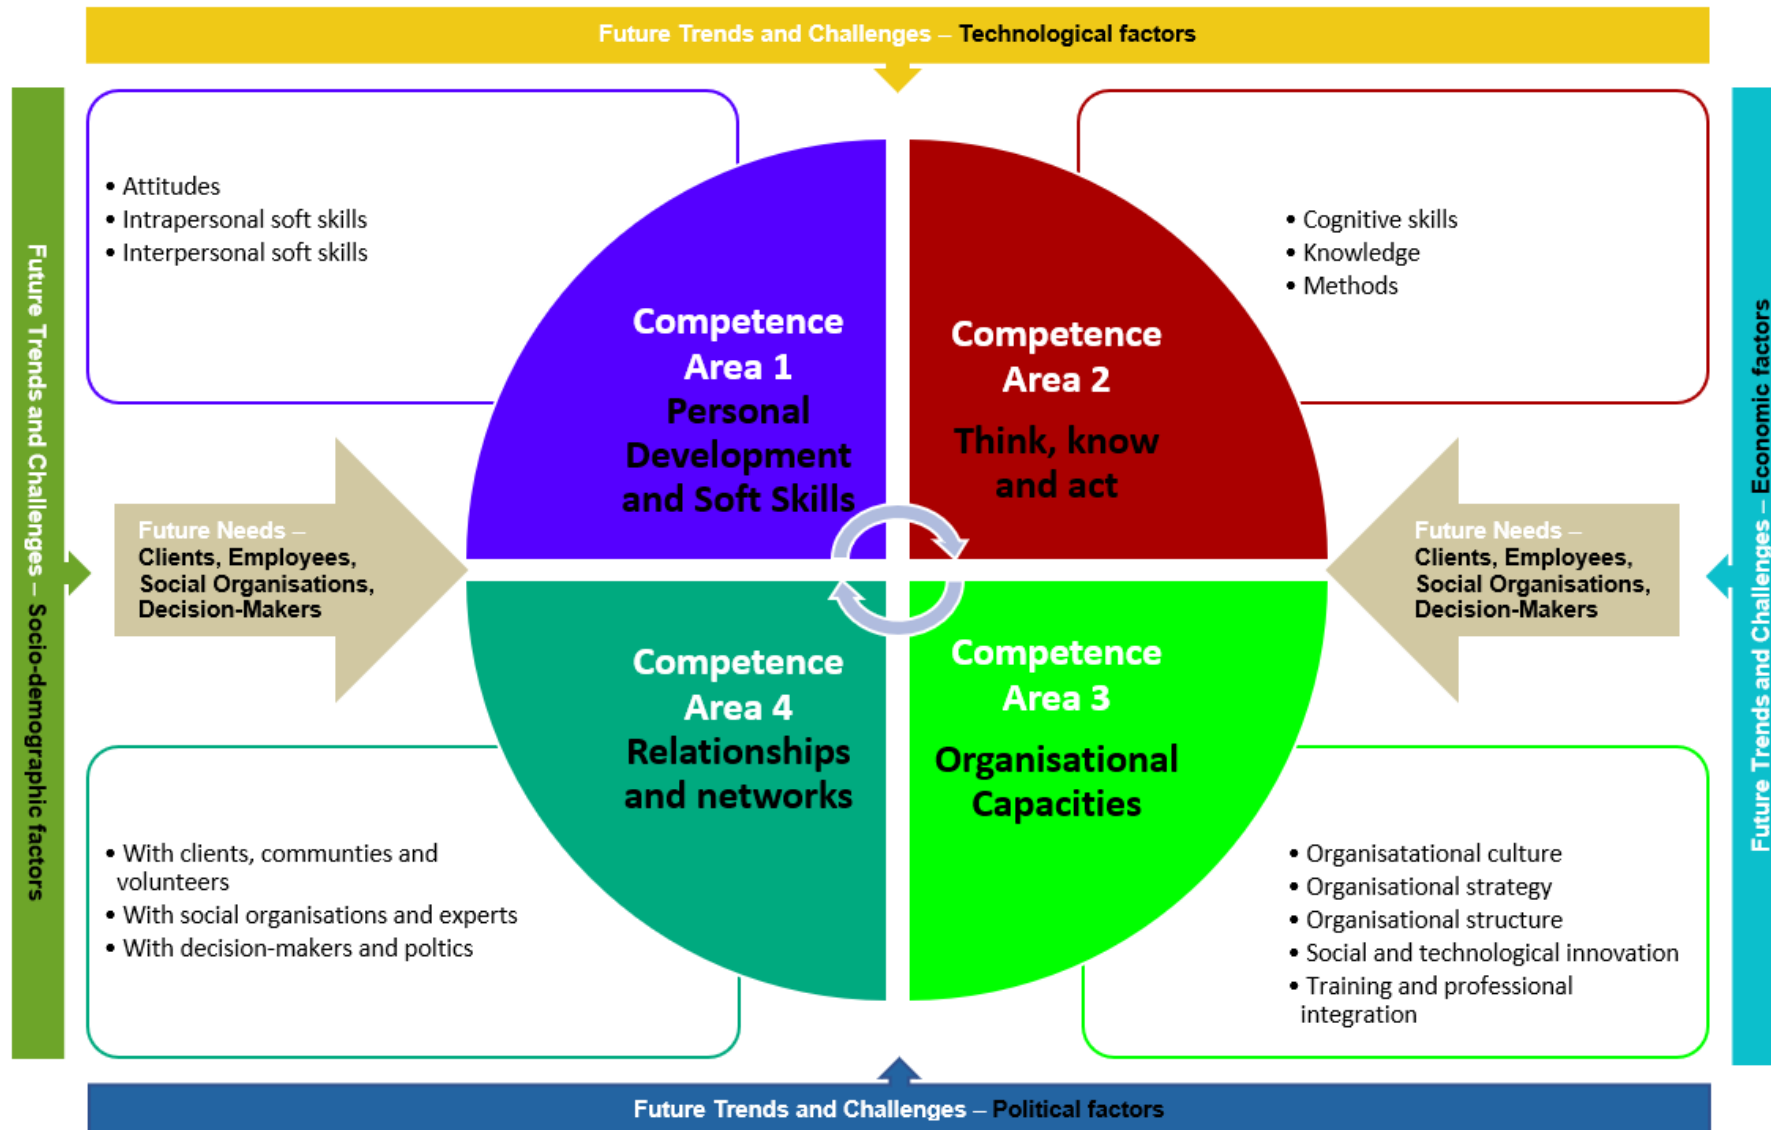 Future Trends and Challenges – Technological factors
• Attitudes
• Intrapersonal soft skills
• Interpersonal soft skills
• Cognitive skills
• Knowledge
• Methods
Competence
Area 1
Personal
Development
and Soft Skills
Competence
Area 2
Think, know
and act
Future Trends and Challenges – Socio-demographic factors
Future Needs –
Clients, Employees,
Social Organisations,
Decision-Makers
Future Needs –
Clients, Employees,
Social Organisations,
Decision-Makers
Future Trends and Challenges – Economic factors
Competence
Area 4
Relationships
and networks
Competence
Area 3
Organisational
Capacities
• With clients, communties and
volunteers
• With social organisations and experts
• With decision-makers and poltics
• Organisatational culture
• Organisational strategy
• Organisational structure
• Social and technological innovation
• Training and professional
integration
Future Trends and Challenges – Political factors